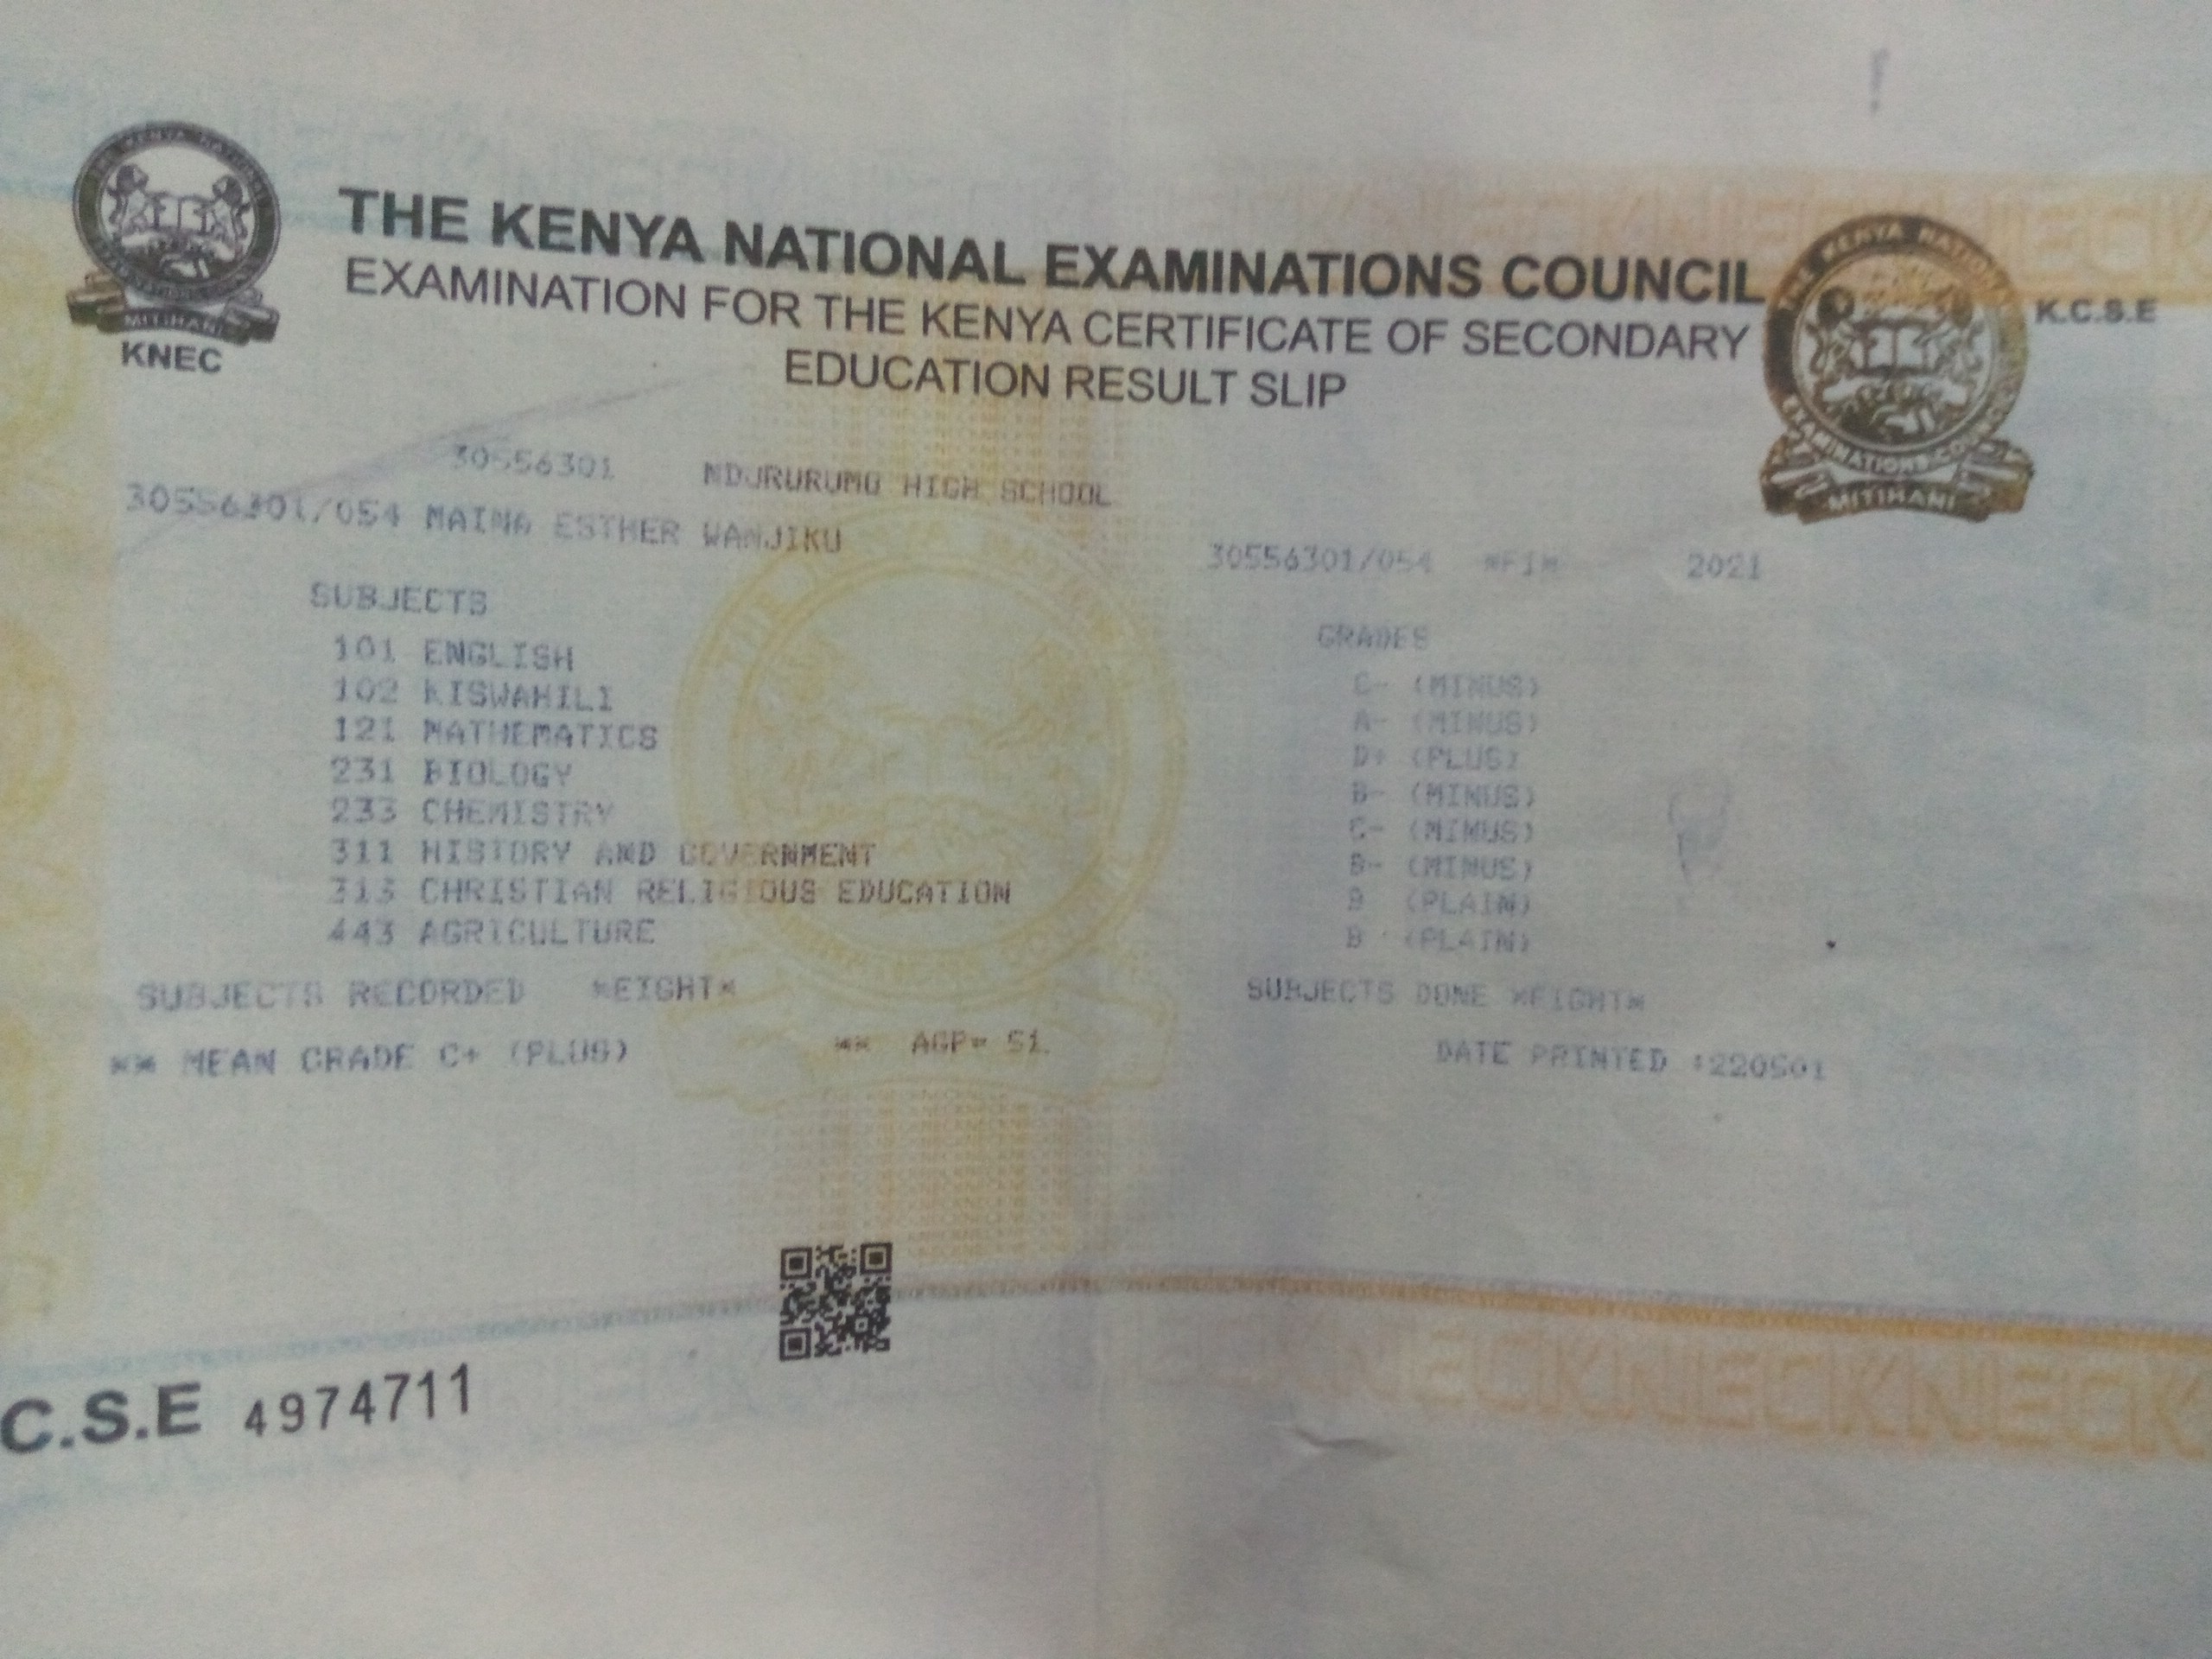 THE KENYA NATIONAL EXAMINATIONS COUNCIL
EXAMINATION FOR THE KENYA CERTIFICATE OF SECONDARY
EDUCATION RESULT SLIP
KNEC
K.C.S.E
MITIHANI
MITIHANI
30556301 NDURURUMO HIGH SCHOOL
30556301/054 MAINA ESTHER WANJIKU
30556301/054 *F1* 2021
SUBJECTS GRADES
101 ENGLISH C- (MINUS)
102 KISWAHILI A- (MINUS)
121 MATHEMATICS D+ (PLUS)
231 BIOLOGY B- (MINUS)
233 CHEMISTRY C- (MINUS)
311 HISTORY AND GOVERNMENT B- (MINUS)
313 CHRISTIAN RELIGIOUS EDUCATION B (PLAIN)
443 AGRICULTURE B (PLAIN)
SUBJECTS RECORDED *EIGHT* SUBJECTS DONE *EIGHT*
** MEAN GRADE C+ (PLUS) ** AGP= 51 DATE PRINTED :220501
C.S.E 4974711